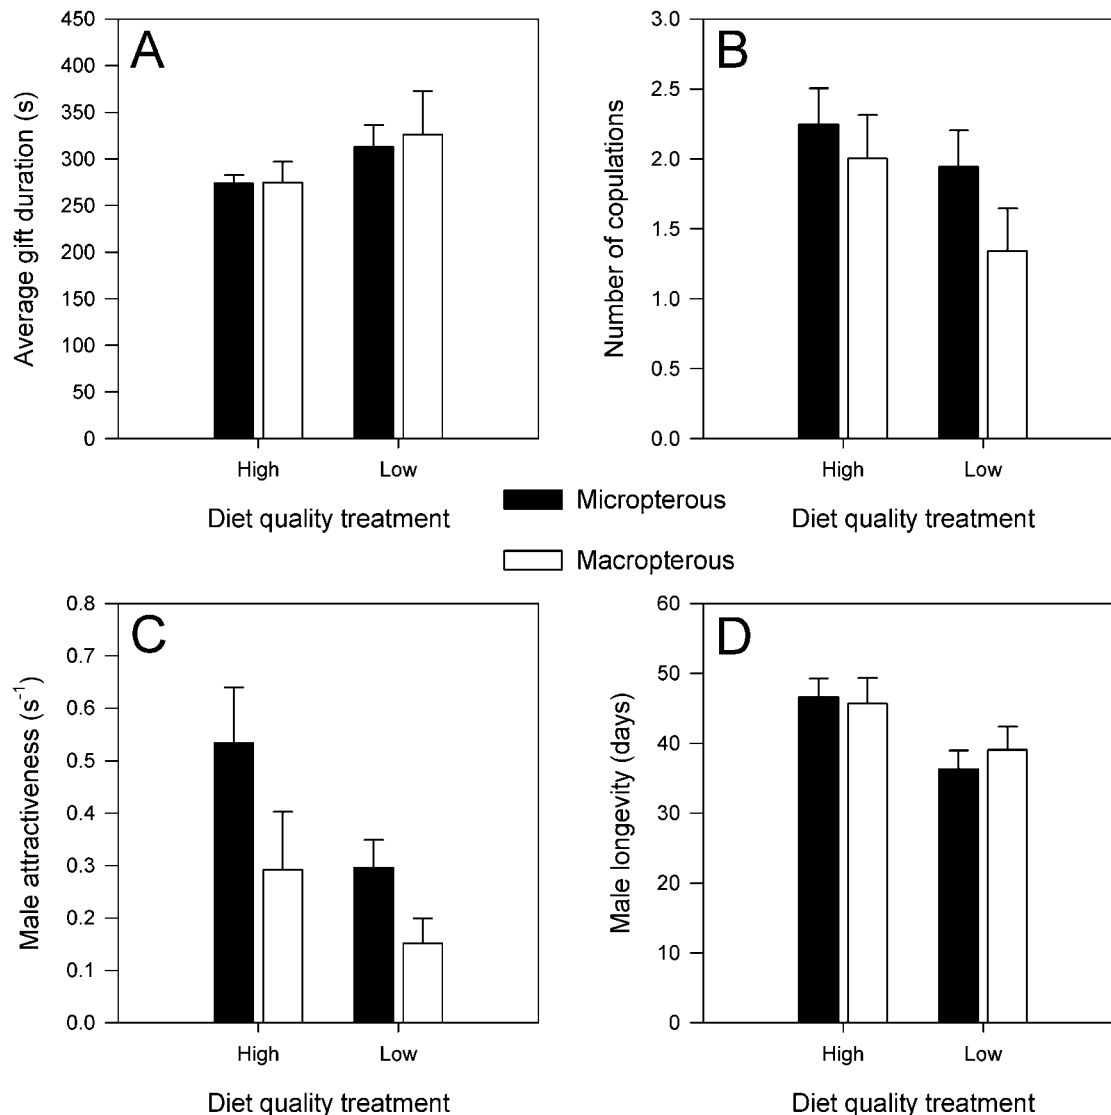 A
Average gift duration (s)
450
400
350
300
250
200
150
100
50
0
High Low
Diet quality treatment
B
Number of copulations
3.0
2.5
2.0
1.5
1.0
0.5
0.0
High Low
Diet quality treatment
Micropterous
Macropterous
C
Male attractiveness (s⁻¹)
0.8
0.7
0.6
0.5
0.4
0.3
0.2
0.1
0.0
High Low
Diet quality treatment
D
Male longevity (days)
60
50
40
30
20
10
0
High Low
Diet quality treatment